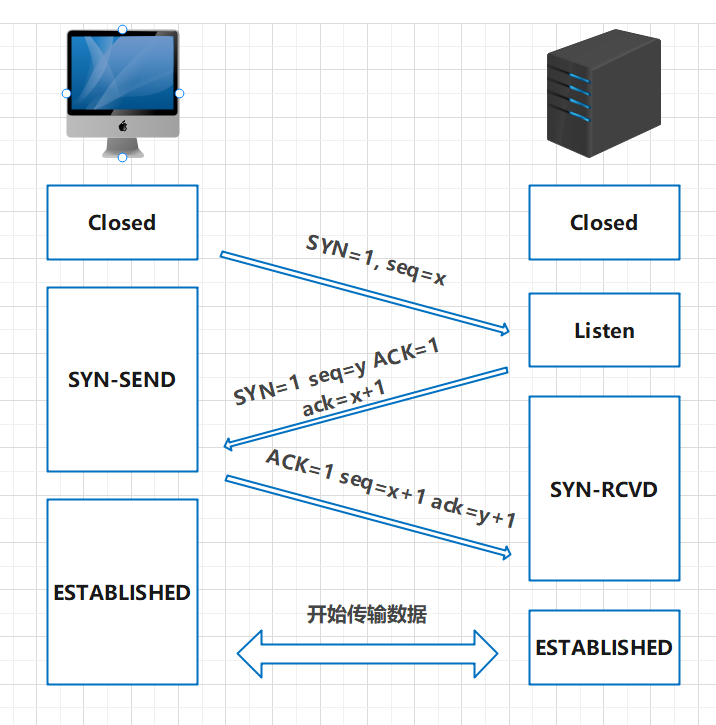 Closed
Closed
SYN=1, seq=x
Listen
SYN-SEND
SYN=1 seq=y ACK=1
ack=x+1
ACK=1 seq=x+1 ack=y+1
SYN-RCVD
ESTABLISHED
开始传输数据
ESTABLISHED